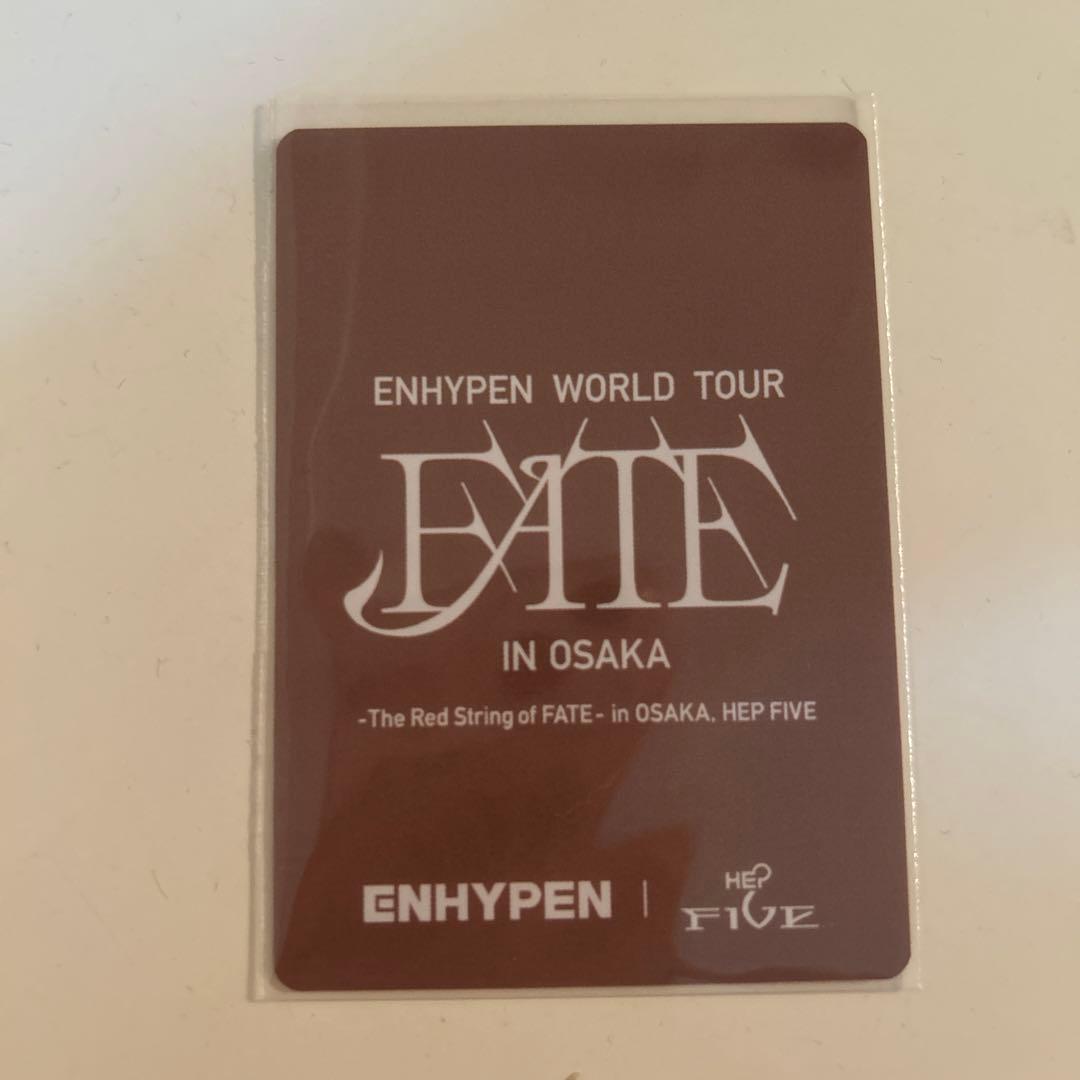 ENHYPEN WORLD TOUR
FATE
IN OSAKA
-The Red String of FATE- in OSAKA, HEP FIVE
ENHYPEN | HEP
FIVE